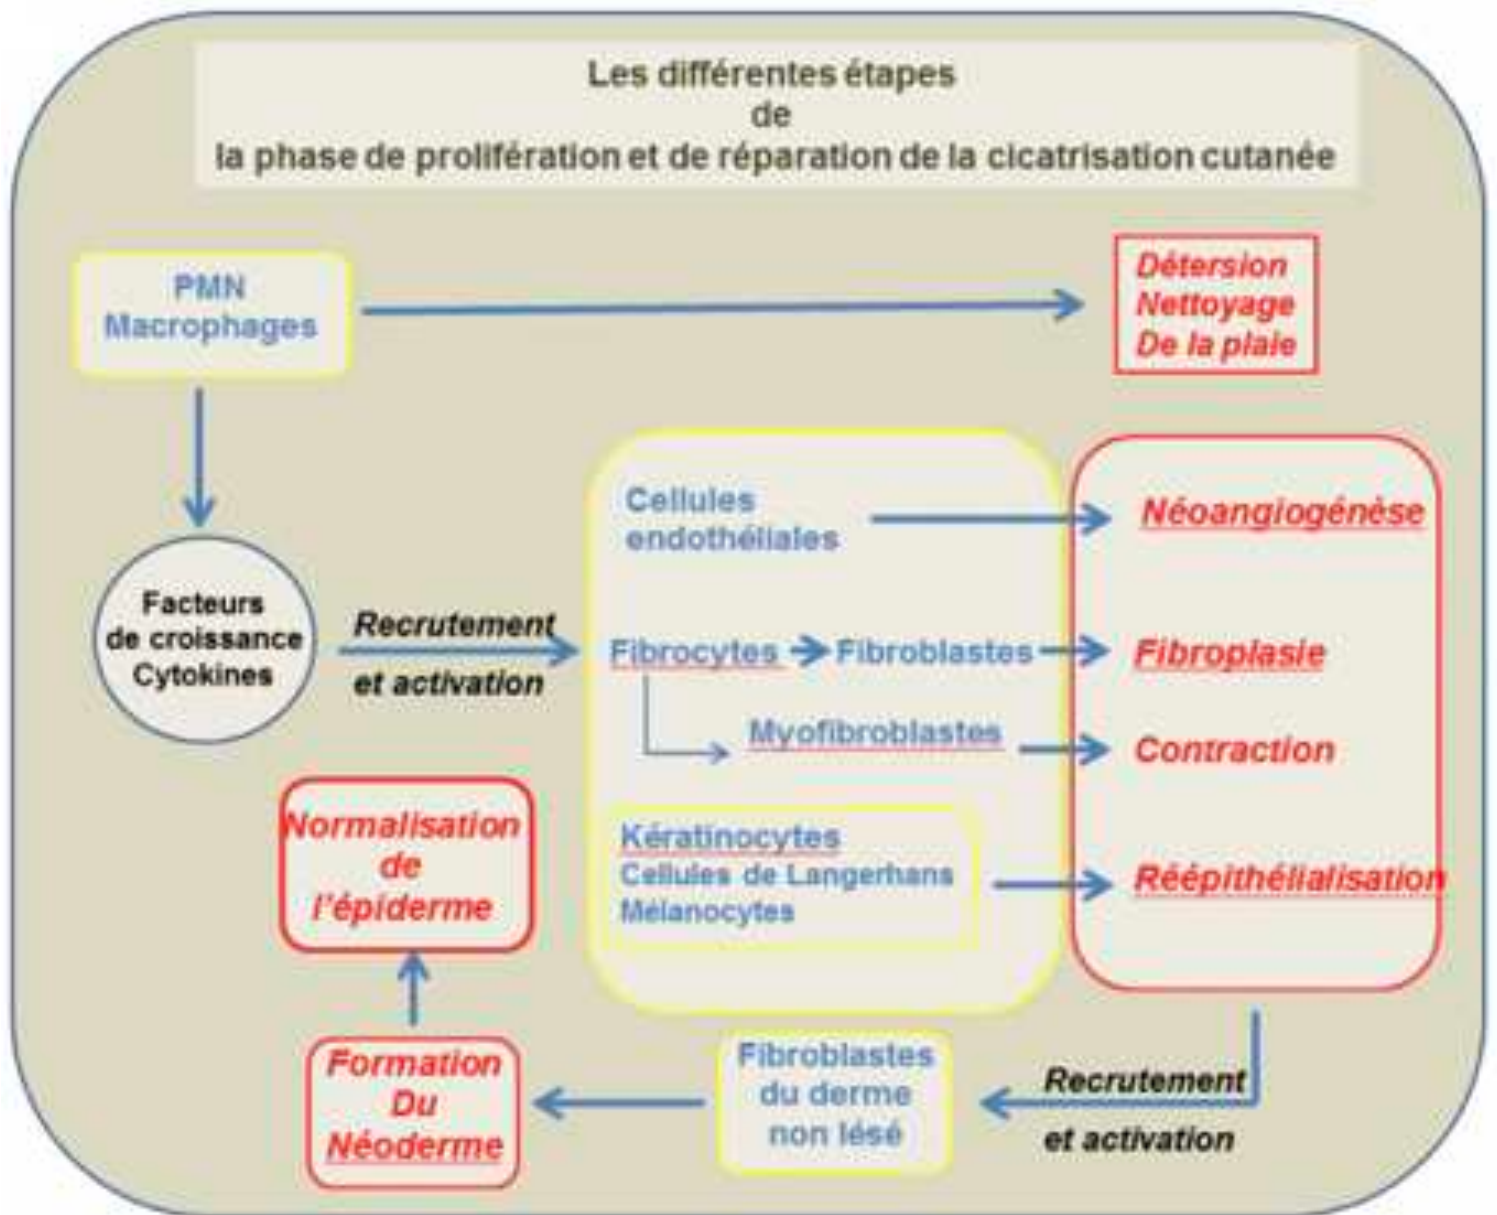 Les différentes étapes
de
la phase de prolifération et de réparation de la cicatrisation cutanée
PMN
Macrophages
Détersion
Nettoyage
De la plaie
Cellules
endothéliales
Néoangiogénèse
Facteurs
de croissance
Cytokines
Recrutement
et activation
Fibrocytes
Fibroblastes
Fibroplasie
Myofibroblastes
Contraction
Kératinocytes
Cellules de Langerhans
Mélanocytes
Réépithélialisation
Normalisation
de
l'épiderme
Formation
Du
Néoderme
Fibroblastes
du derme
non lésé
Recrutement
et activation